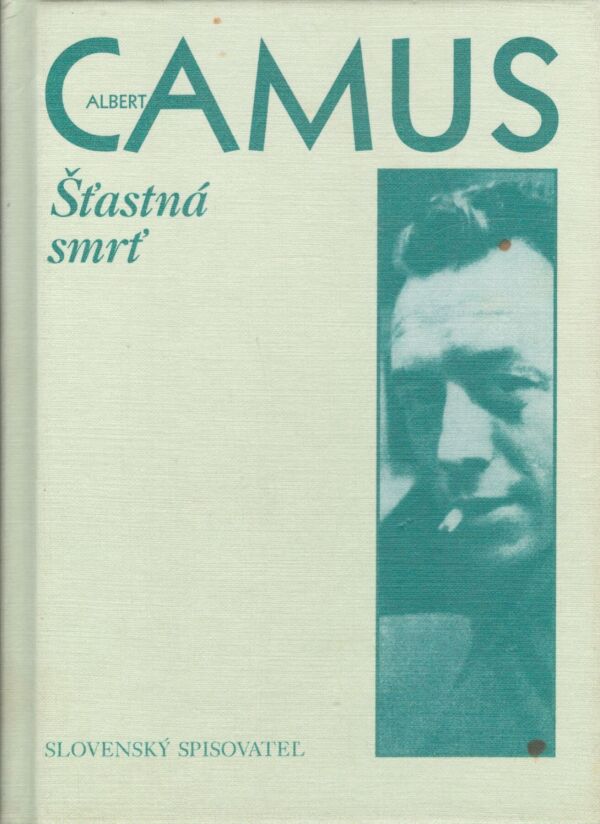 ALBERT CAMUS
Šťastná
smrť
SLOVENSKÝ SPISOVATEĽ